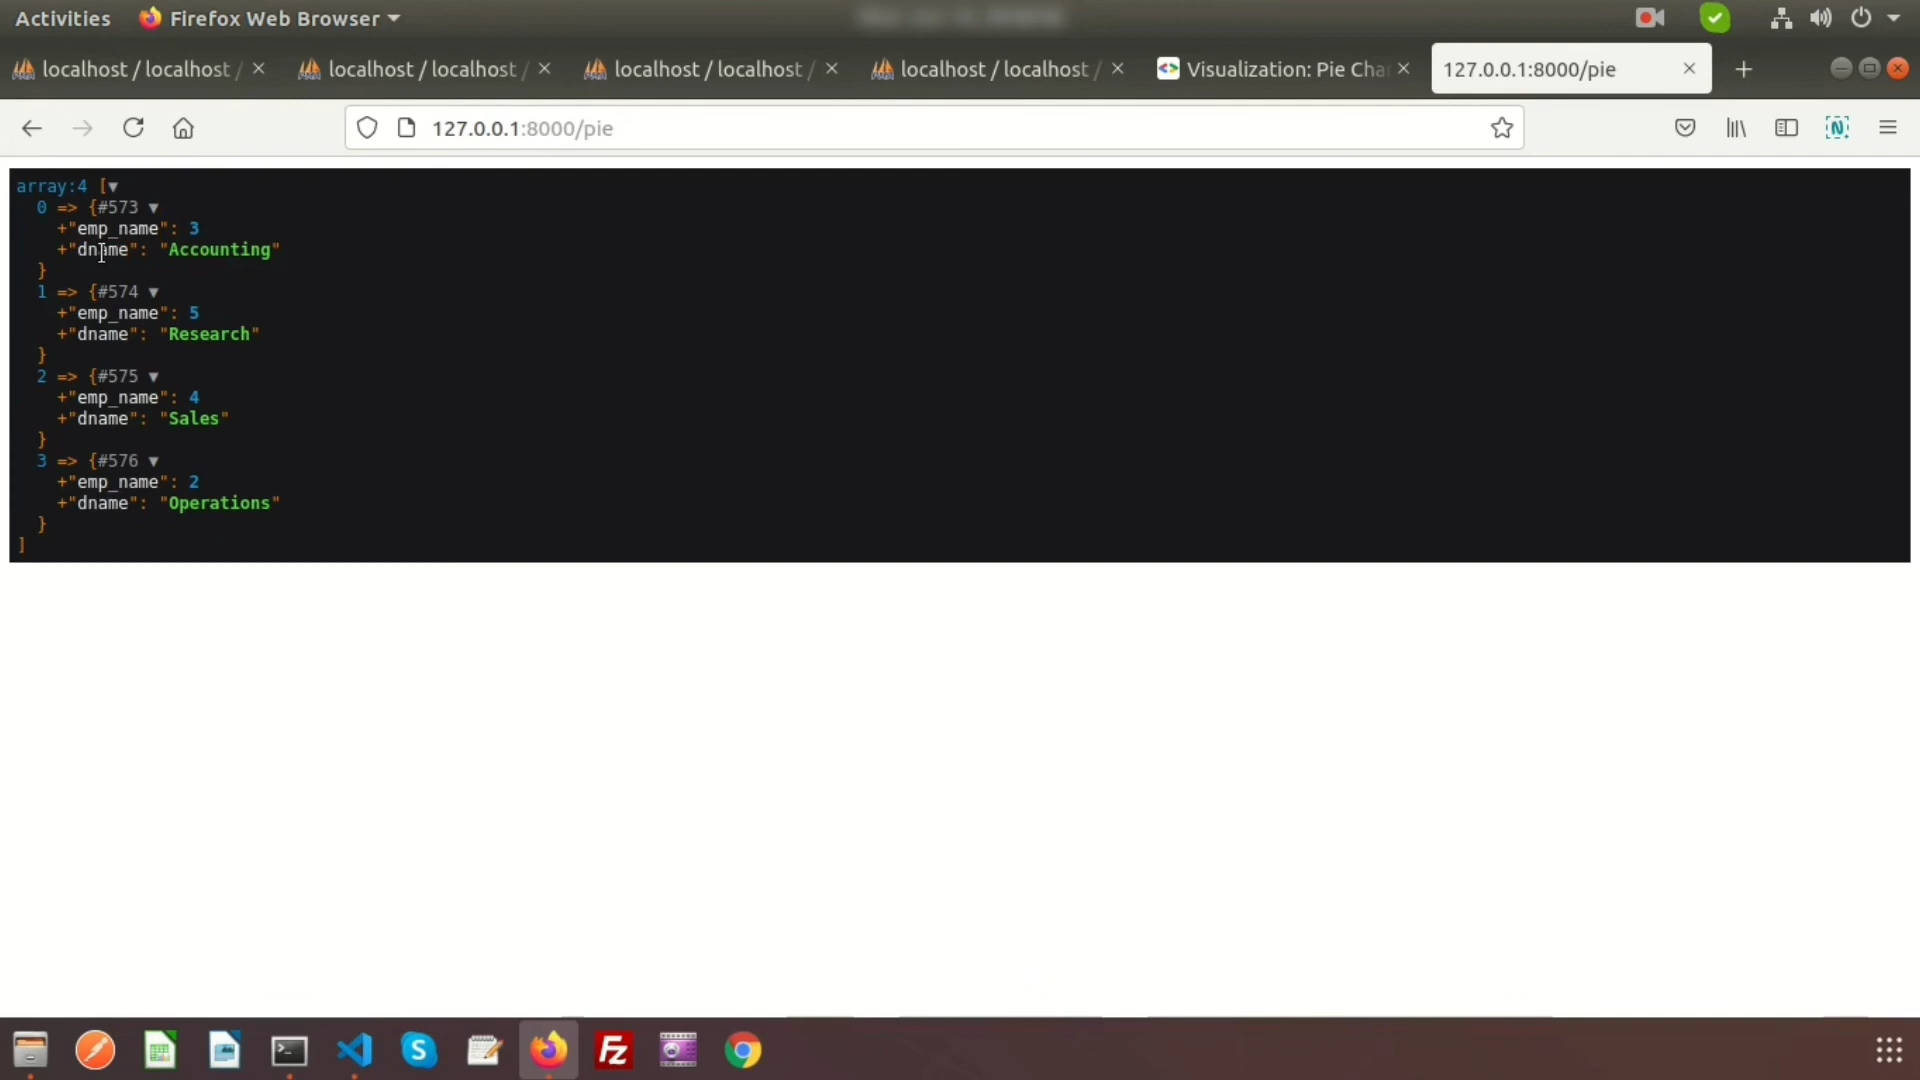 Activities Firefox Web Browser
localhost / localhost / localhost / localhost / localhost / localhost / localhost / localhost / Visualization: Pie Cha 127.0.0.1:8000/pie
127.0.0.1:8000/pie
array:4 [▼
0 => {#573 ▼
+"emp_name": 3
+"dname": "Accounting"
}
1 => {#574 ▼
+"emp_name": 5
+"dname": "Research"
}
2 => {#575 ▼
+"emp_name": 4
+"dname": "Sales"
}
3 => {#576 ▼
+"emp_name": 2
+"dname": "Operations"
}
]